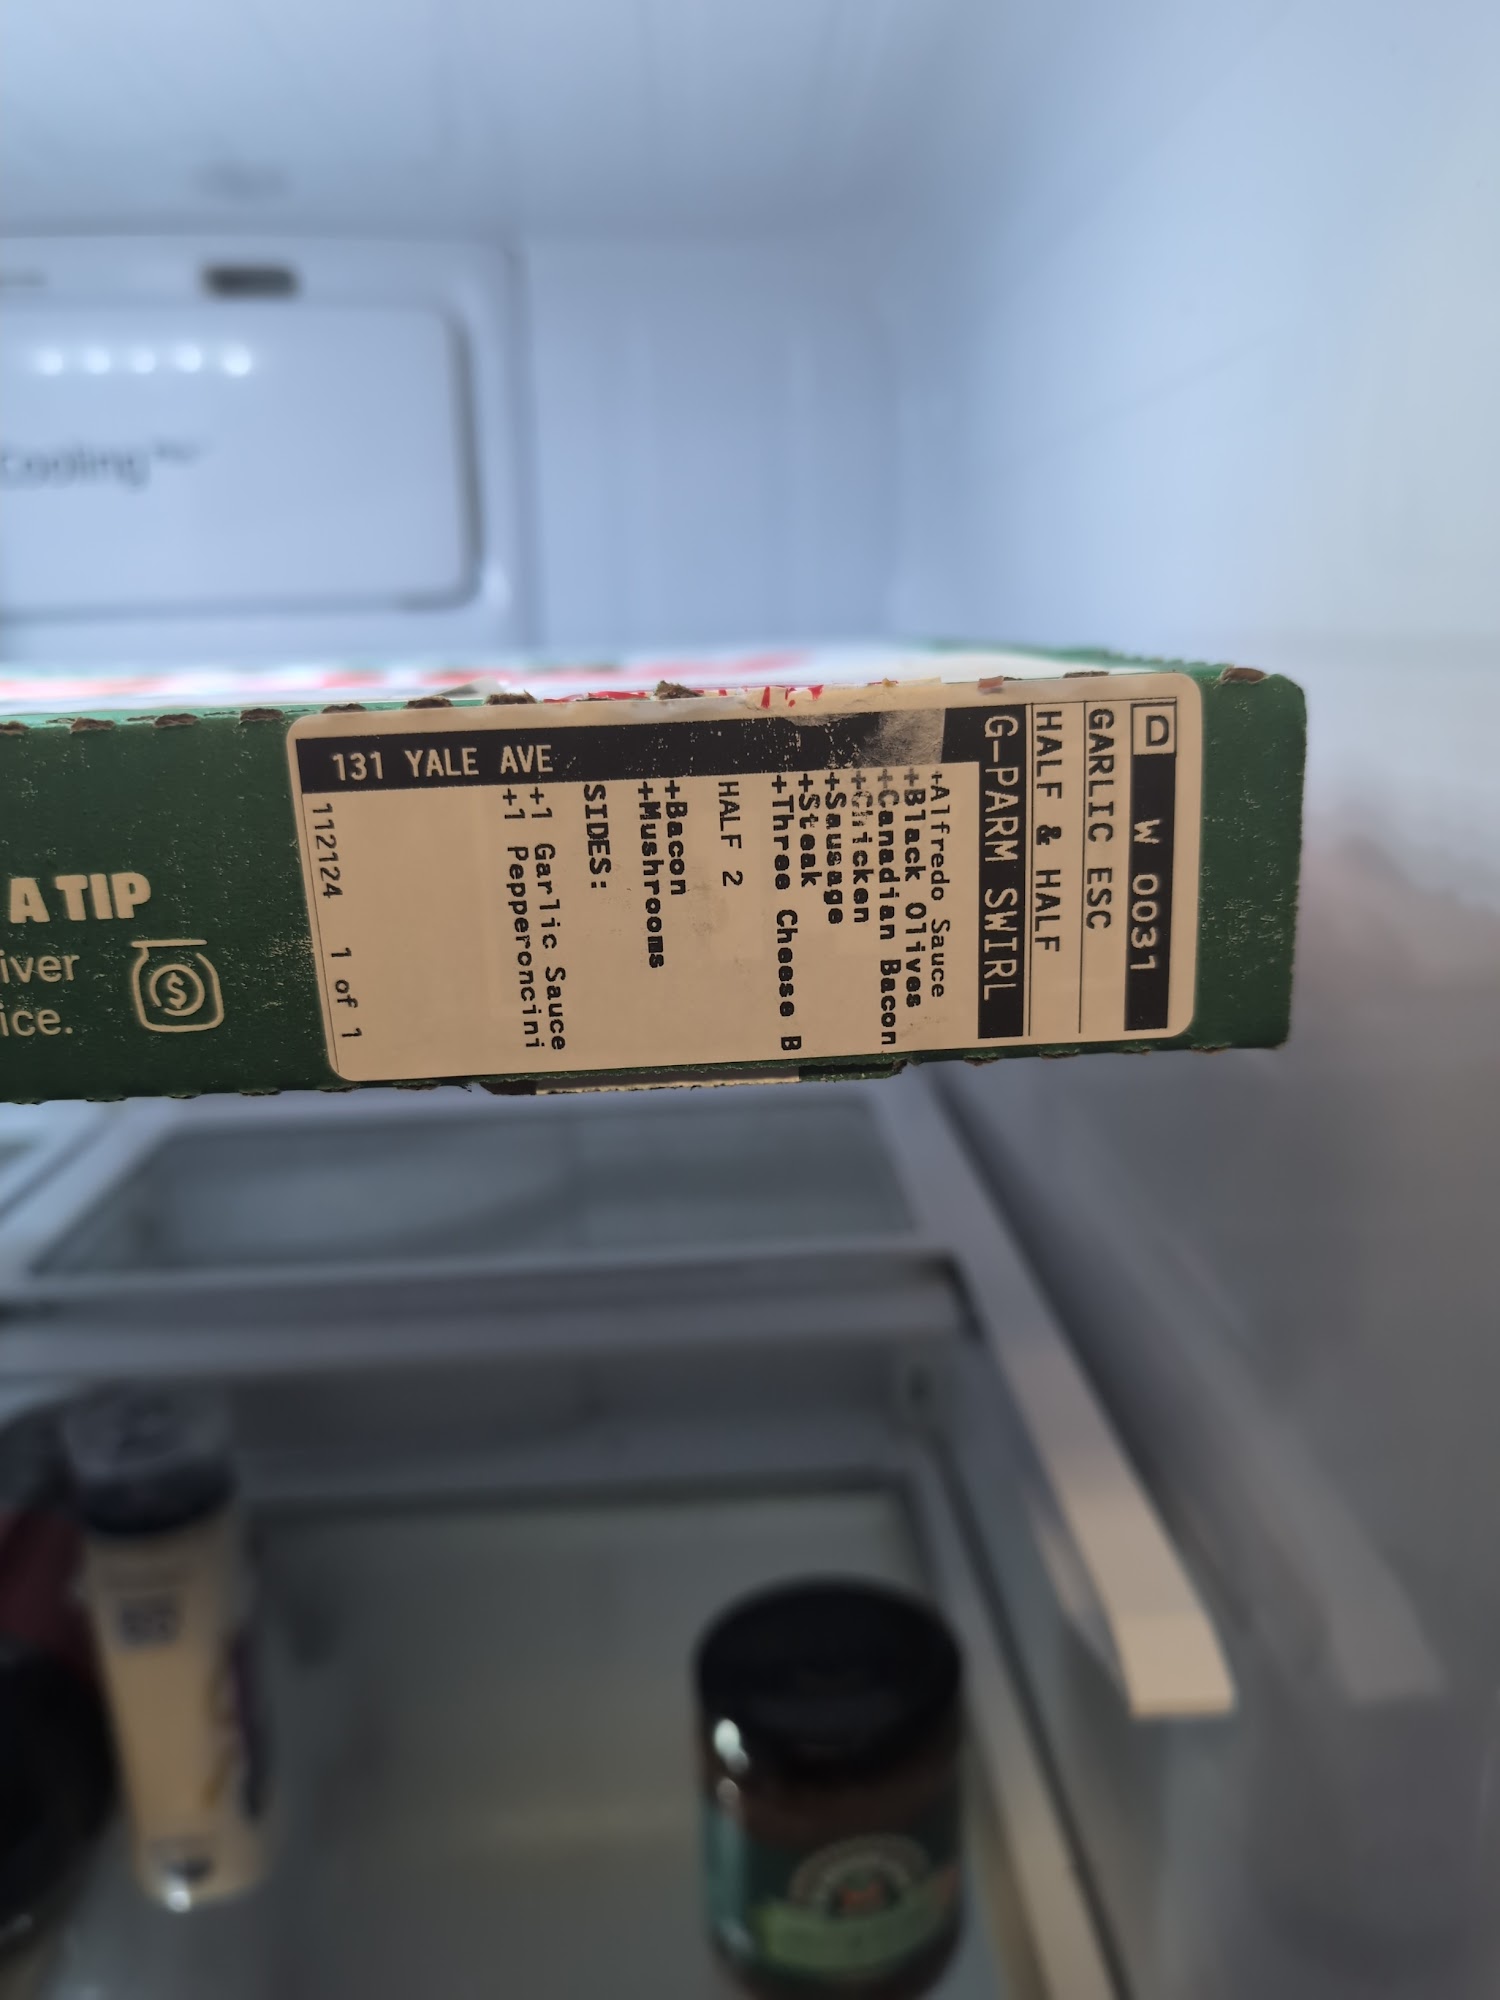 Cooling
A TIP
iver
ice.
$
D W 0031
GARLIC ESC
HALF & HALF
G-PARM SWIRL
+Alfredo Sauce
+Black Olives
+Canadian Bacon
+Chicken
+Sausage
+Steak
+Three Cheese B
HALF 2
+Bacon
+Mushrooms
SIDES:
+1 Garlic Sauce
+1 Pepperoncini
131 YALE AVE
112124 1 of 1